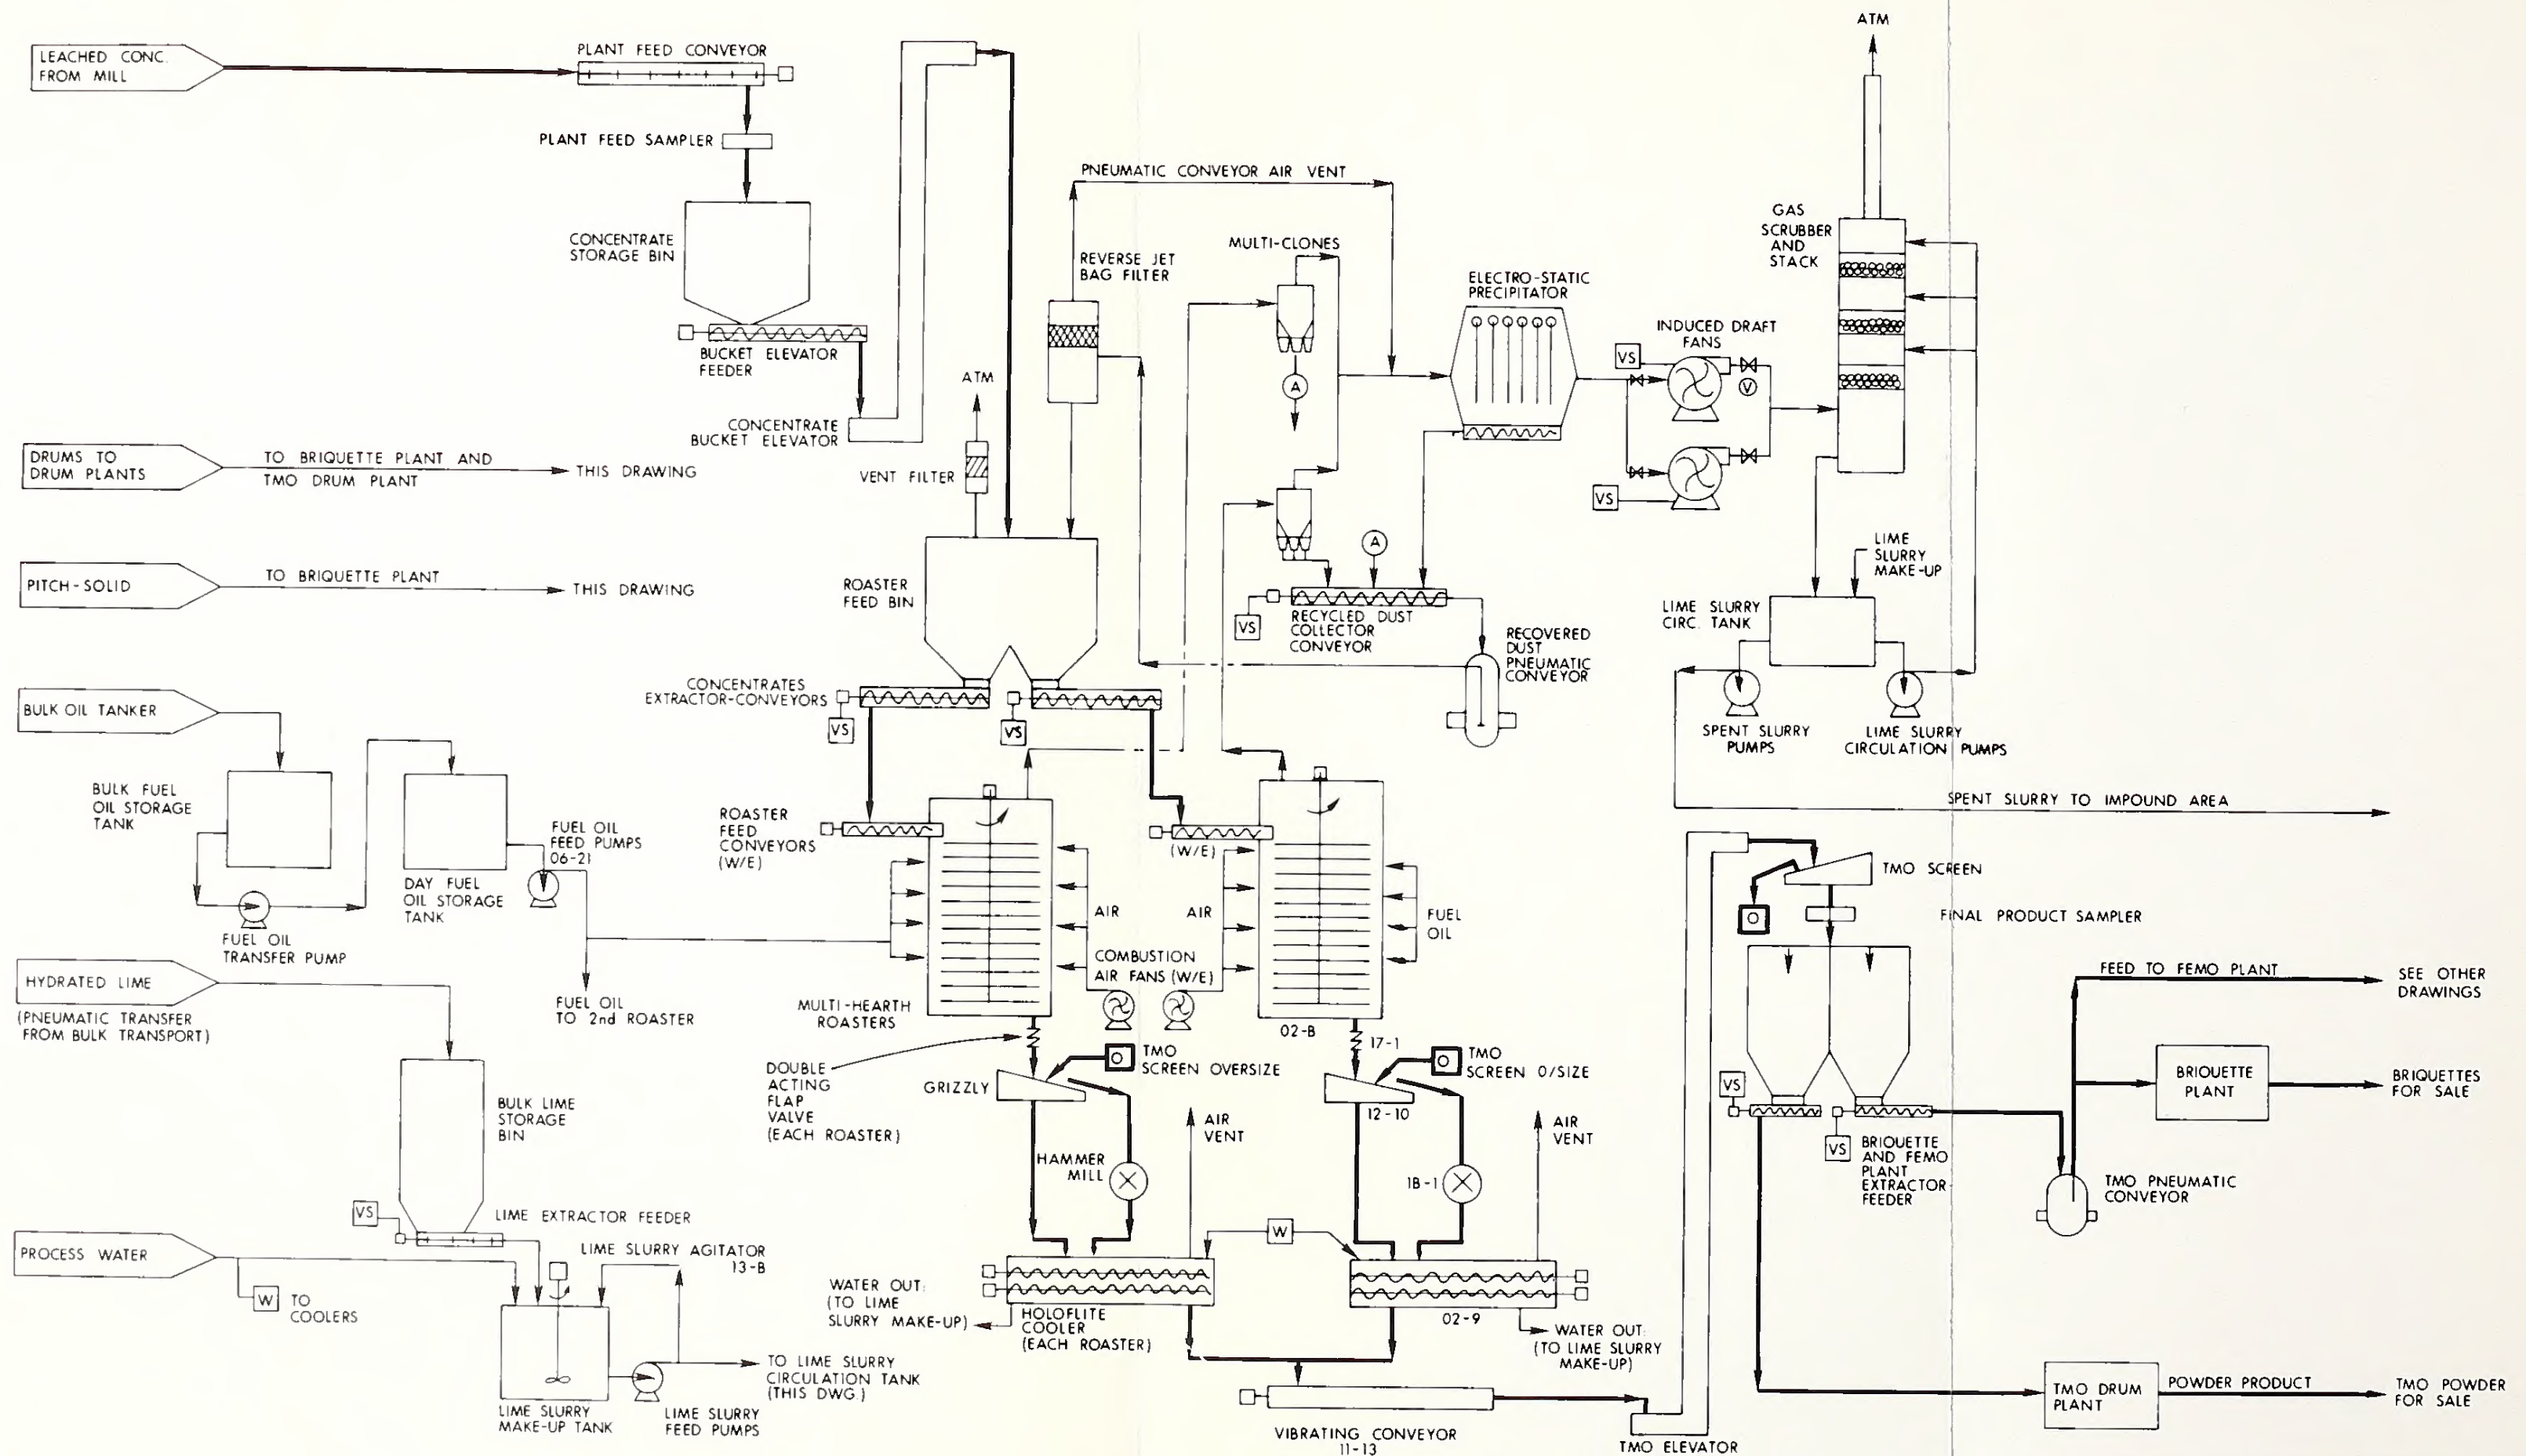 ATM
LEACHED CONC.
FROM MILL
PLANT FEED CONVEYOR
PLANT FEED SAMPLER
CONCENTRATE
STORAGE BIN
BUCKET ELEVATOR
FEEDER
CONCENTRATE
BUCKET ELEVATOR
PNEUMATIC CONVEYOR AIR VENT
REVERSE JET
BAG FILTER
MULTI-CLONES
A
ELECTRO-STATIC
PRECIPITATOR
INDUCED DRAFT
FANS
VS
V
VS
GAS
SCRUBBER
AND
STACK
ATM
VENT FILTER
DRUMS TO
DRUM PLANTS
TO BRIQUETTE PLANT AND
TMO DRUM PLANT
THIS DRAWING
PITCH-SOLID
TO BRIQUETTE PLANT
THIS DRAWING
ROASTER
FEED BIN
A
VS
RECYCLED DUST
COLLECTOR
CONVEYOR
RECOVERED
DUST
PNEUMATIC
CONVEYOR
LIME
SLURRY
MAKE-UP
LIME SLURRY
CIRC. TANK
SPENT SLURRY
PUMPS
LIME SLURRY
CIRCULATION PUMPS
SPENT SLURRY TO IMPOUND AREA
CONCENTRATES
EXTRACTOR-CONVEYORS
VS
VS
BULK OIL TANKER
BULK FUEL
OIL STORAGE
TANK
FUEL OIL
TRANSFER PUMP
DAY FUEL
OIL STORAGE
TANK
FUEL OIL
FEED PUMPS
06-21
FUEL OIL
TO 2nd ROASTER
ROASTER
FEED
CONVEYORS
(W/E)
(W/E)
AIR
AIR
COMBUSTION
AIR FANS (W/E)
FUEL
OIL
MULTI-HEARTH
ROASTERS
02-B
17-1
HYDRATED LIME
(PNEUMATIC TRANSFER
FROM BULK TRANSPORT)
BULK LIME
STORAGE
BIN
VS
LIME EXTRACTOR FEEDER
DOUBLE
ACTING
FLAP
VALVE
(EACH ROASTER)
GRIZZLY
O
TMO
SCREEN OVERSIZE
O
TMO
SCREEN O/SIZE
12-10
HAMMER
MILL
1B-1
AIR
VENT
AIR
VENT
W
PROCESS WATER
W
TO
COOLERS
LIME SLURRY AGITATOR
13-B
LIME SLURRY
MAKE-UP TANK
LIME SLURRY
FEED PUMPS
TO LIME SLURRY
CIRCULATION TANK
(THIS DWG.)
WATER OUT:
(TO LIME
SLURRY MAKE-UP)
HOLOFLITE
COOLER
(EACH ROASTER)
02-9
WATER OUT:
(TO LIME SLURRY
MAKE-UP)
VIBRATING CONVEYOR
11-13
TMO ELEVATOR
TMO SCREEN
O
FINAL PRODUCT SAMPLER
VS
VS
BRIQUETTE
AND FEMO
PLANT
EXTRACTOR
FEEDER
FEED TO FEMO PLANT
SEE OTHER
DRAWINGS
BRIQUETTE
PLANT
BRIQUETTES
FOR SALE
TMO PNEUMATIC
CONVEYOR
TMO DRUM
PLANT
POWDER PRODUCT
TMO POWDER
FOR SALE